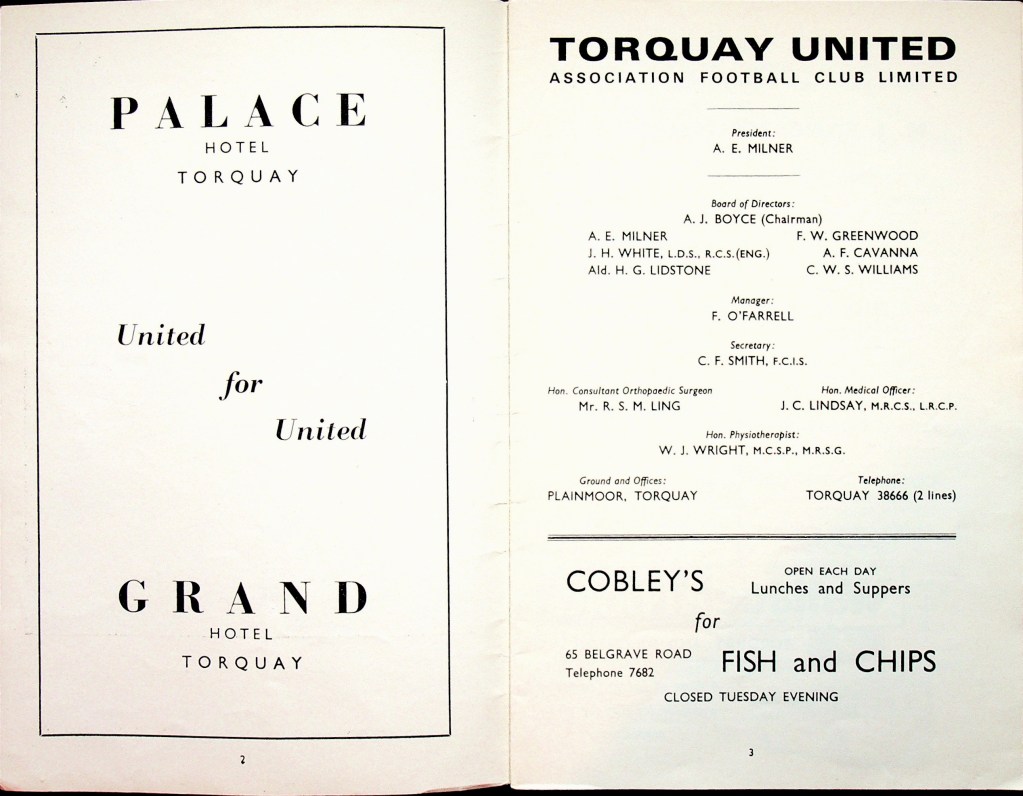 PALACE
HOTEL
TORQUAY
United
for
United
GRAND
HOTEL
TORQUAY
2
TORQUAY UNITED
ASSOCIATION FOOTBALL CLUB LIMITED
President:
A. E. MILNER
Board of Directors:
A. J. BOYCE (Chairman)
A. E. MILNER F. W. GREENWOOD
J. H. WHITE, L.D.S., R.C.S.(ENG.) A. F. CAVANNA
Ald. H. G. LIDSTONE C. W. S. WILLIAMS
Manager:
F. O'FARRELL
Secretary:
C. F. SMITH, F.C.I.S.
Hon. Consultant Orthopaedic Surgeon Hon. Medical Officer:
Mr. R. S. M. LING J. C. LINDSAY, M.R.C.S., L.R.C.P.
Hon. Physiotherapist:
W. J. WRIGHT, M.C.S.P., M.R.S.G.
Ground and Offices: Telephone:
PLAINMOOR, TORQUAY TORQUAY 38666 (2 lines)
COBLEY'S
OPEN EACH DAY
Lunches and Suppers
for
65 BELGRAVE ROAD
Telephone 7682
FISH and CHIPS
CLOSED TUESDAY EVENING
3